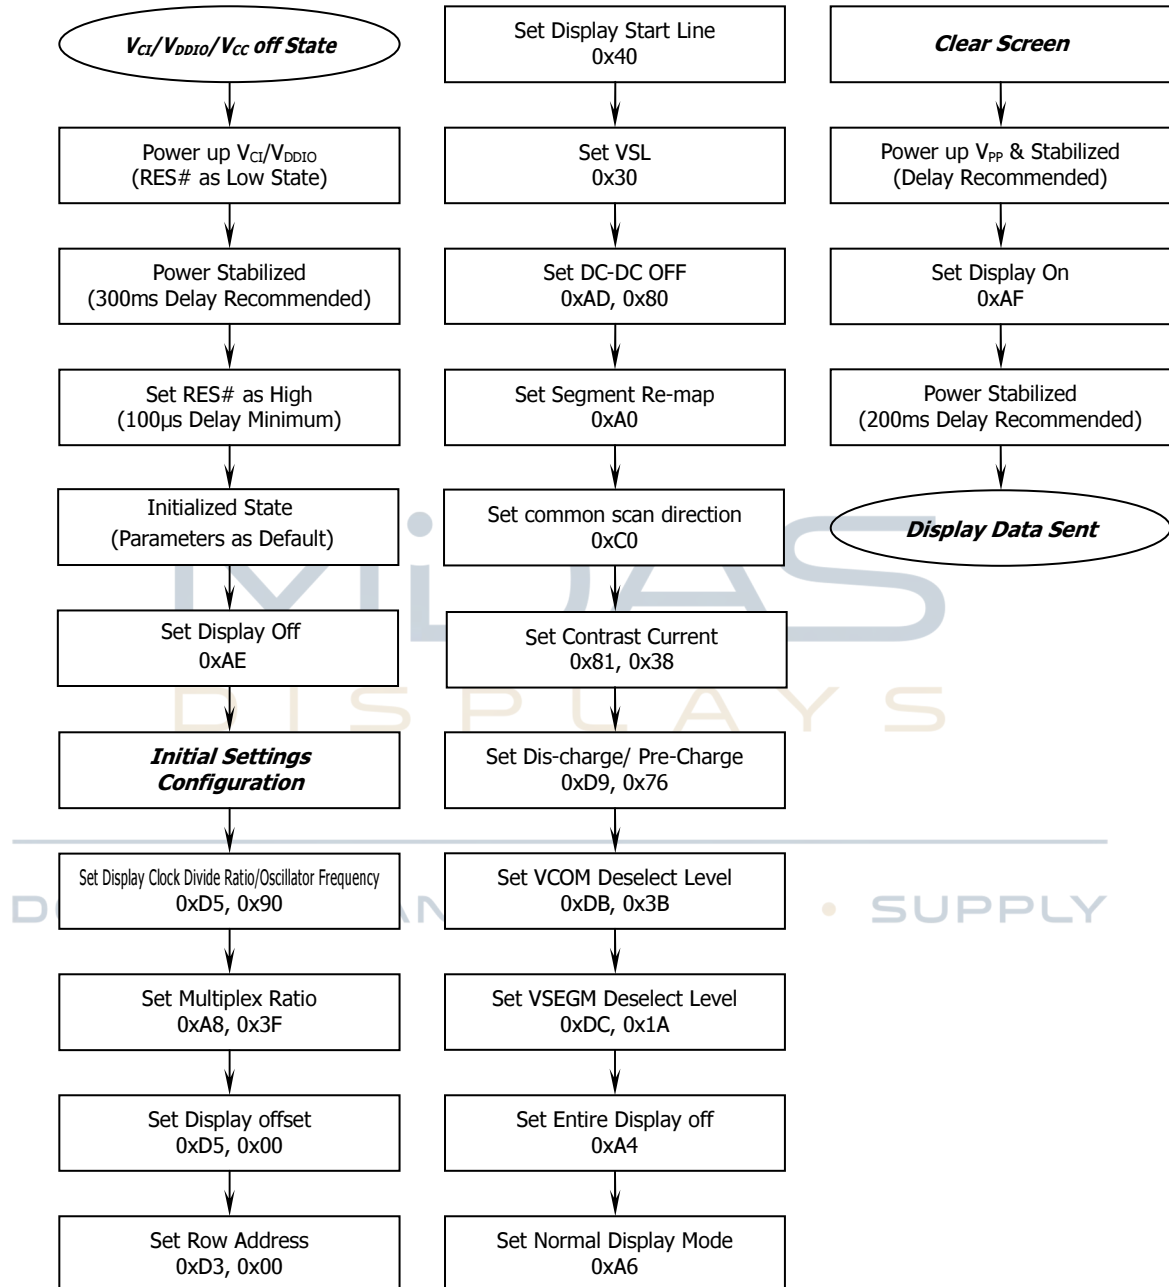 V_CI/V_DDIO/V_CC off State
Power up V_CI/V_DDIO
(RES# as Low State)
Power Stabilized
(300ms Delay Recommended)
Set RES# as High
(100μs Delay Minimum)
Initialized State
(Parameters as Default)
Set Display Off
0xAE
Initial Settings
Configuration
Set Display Clock Divide Ratio/Oscillator Frequency
0xD5, 0x90
Set Multiplex Ratio
0xA8, 0x3F
Set Display offset
0xD5, 0x00
Set Row Address
0xD3, 0x00
Set Display Start Line
0x40
Set VSL
0x30
Set DC-DC OFF
0xAD, 0x80
Set Segment Re-map
0xA0
Set common scan direction
0xC0
Set Contrast Current
0x81, 0x38
Set Dis-charge/ Pre-Charge
0xD9, 0x76
Set VCOM Deselect Level
0xDB, 0x3B
Set VSEGM Deselect Level
0xDC, 0x1A
Set Entire Display off
0xA4
Set Normal Display Mode
0xA6
Clear Screen
Power up V_PP & Stabilized
(Delay Recommended)
Set Display On
0xAF
Power Stabilized
(200ms Delay Recommended)
Display Data Sent
MIDAS
DISPLAYS
• SUPPLY